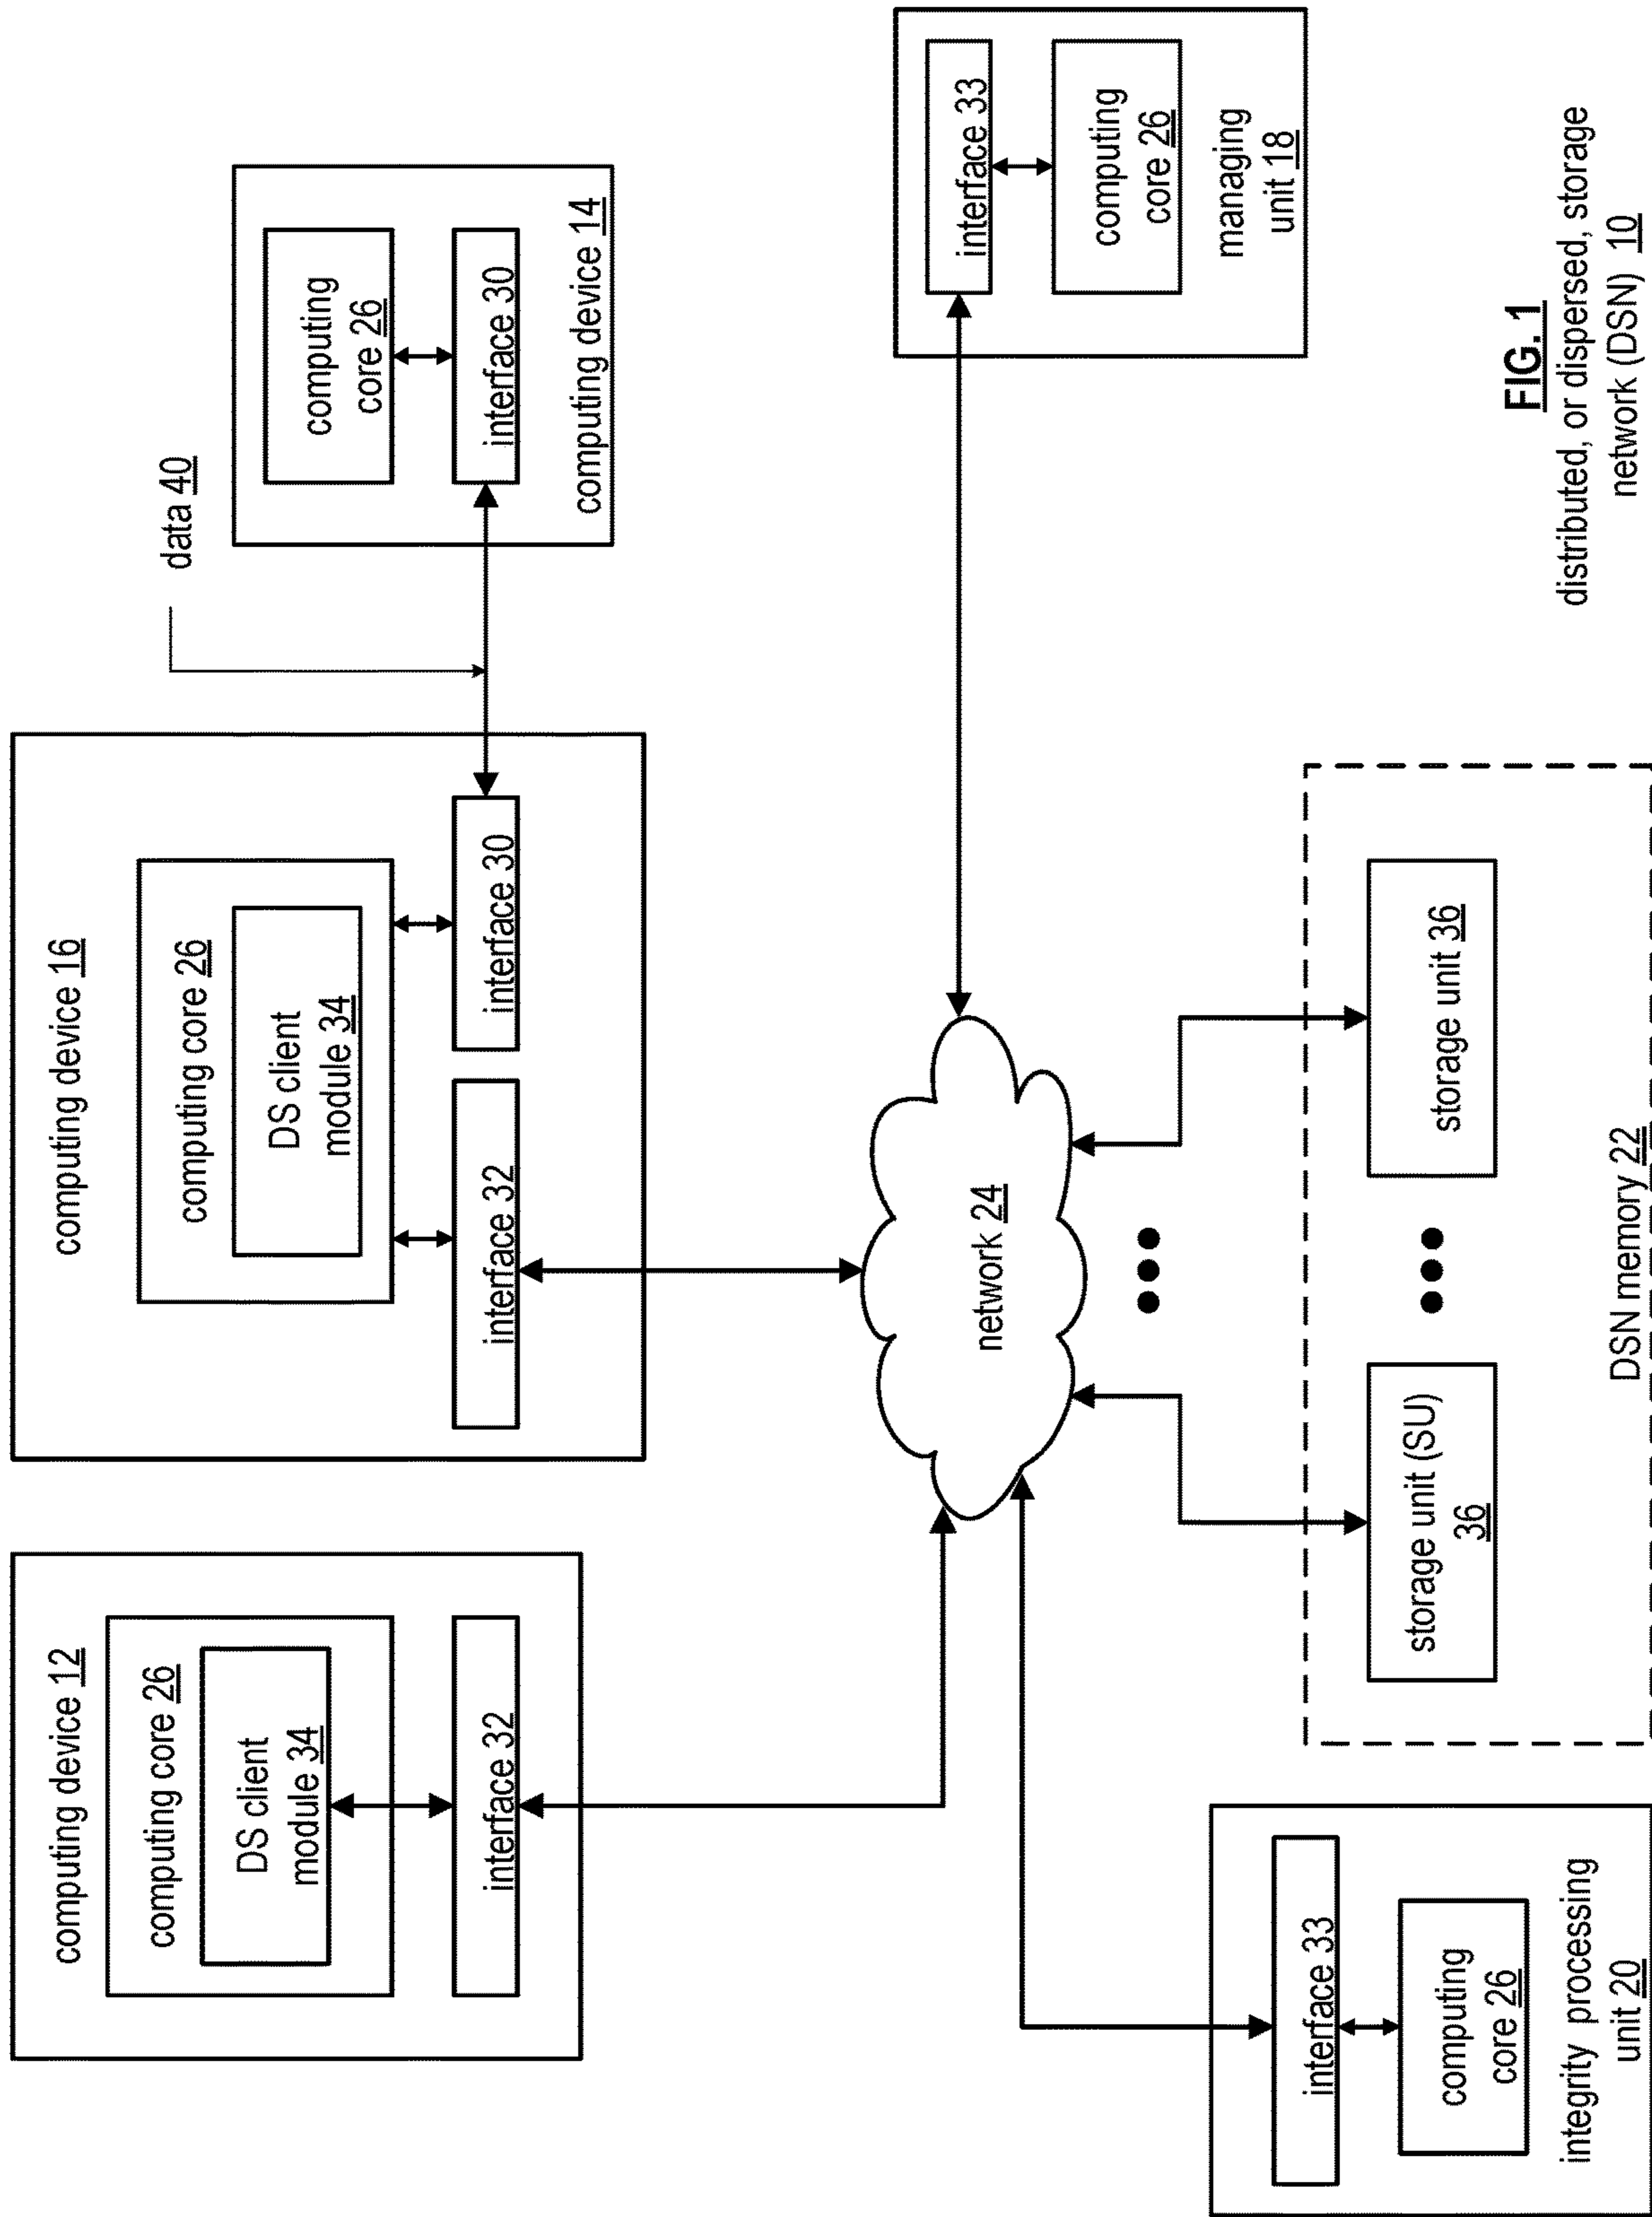 computing device 12
computing core 26
DS client
module 34
interface 32
computing device 16
computing core 26
DS client
module 34
interface 32
interface 30
data 40
computing
core 26
interface 30
computing device 14
network 24
interface 33
computing
core 26
managing
unit 18
interface 33
computing
core 26
integrity processing
unit 20
storage unit (SU)
36
storage unit 36
DSN memory 22
FIG. 1
distributed, or dispersed, storage
network (DSN) 10